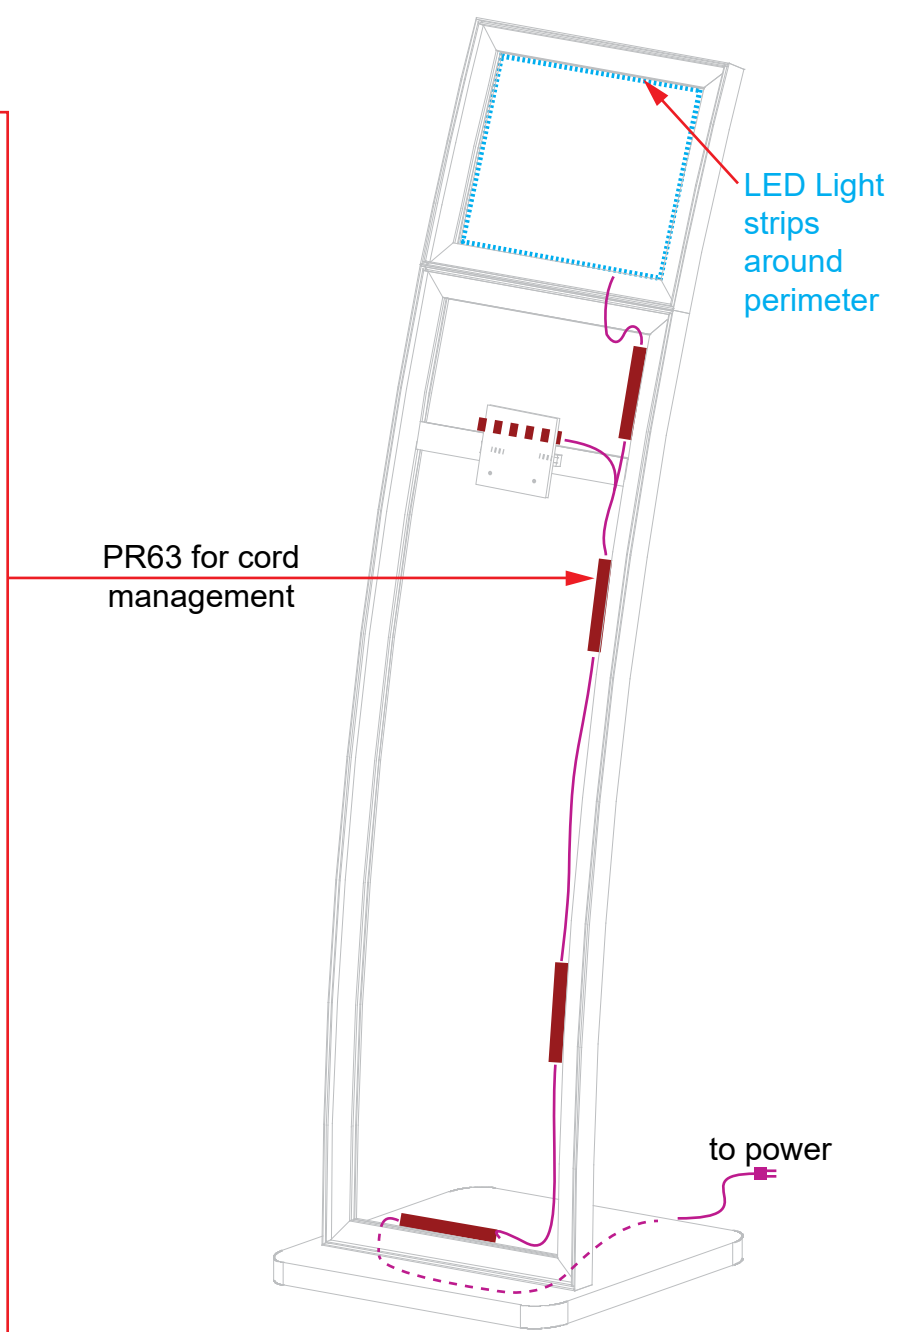 LED Light
strips
around
perimeter
PR63 for cord
management
to power